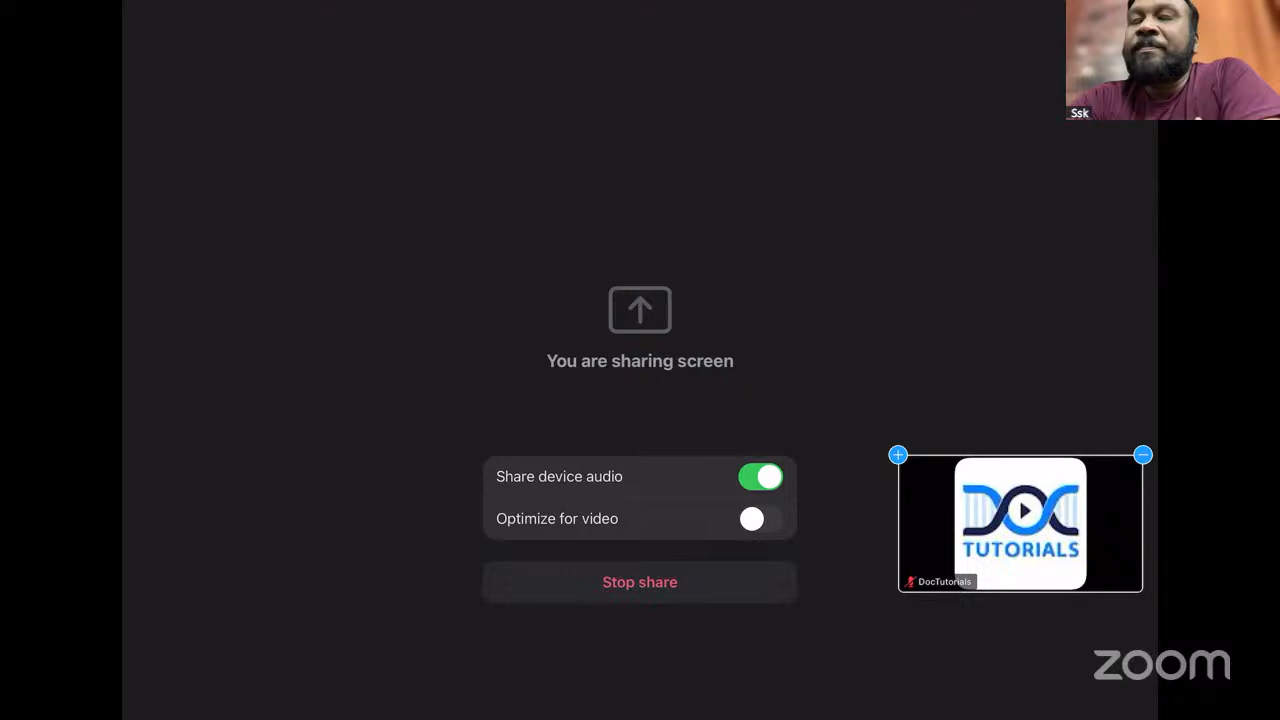 Ssk
You are sharing screen
Share device audio
Optimize for video
Stop share
DOC
TUTORIALS
DocTutorials
zoom